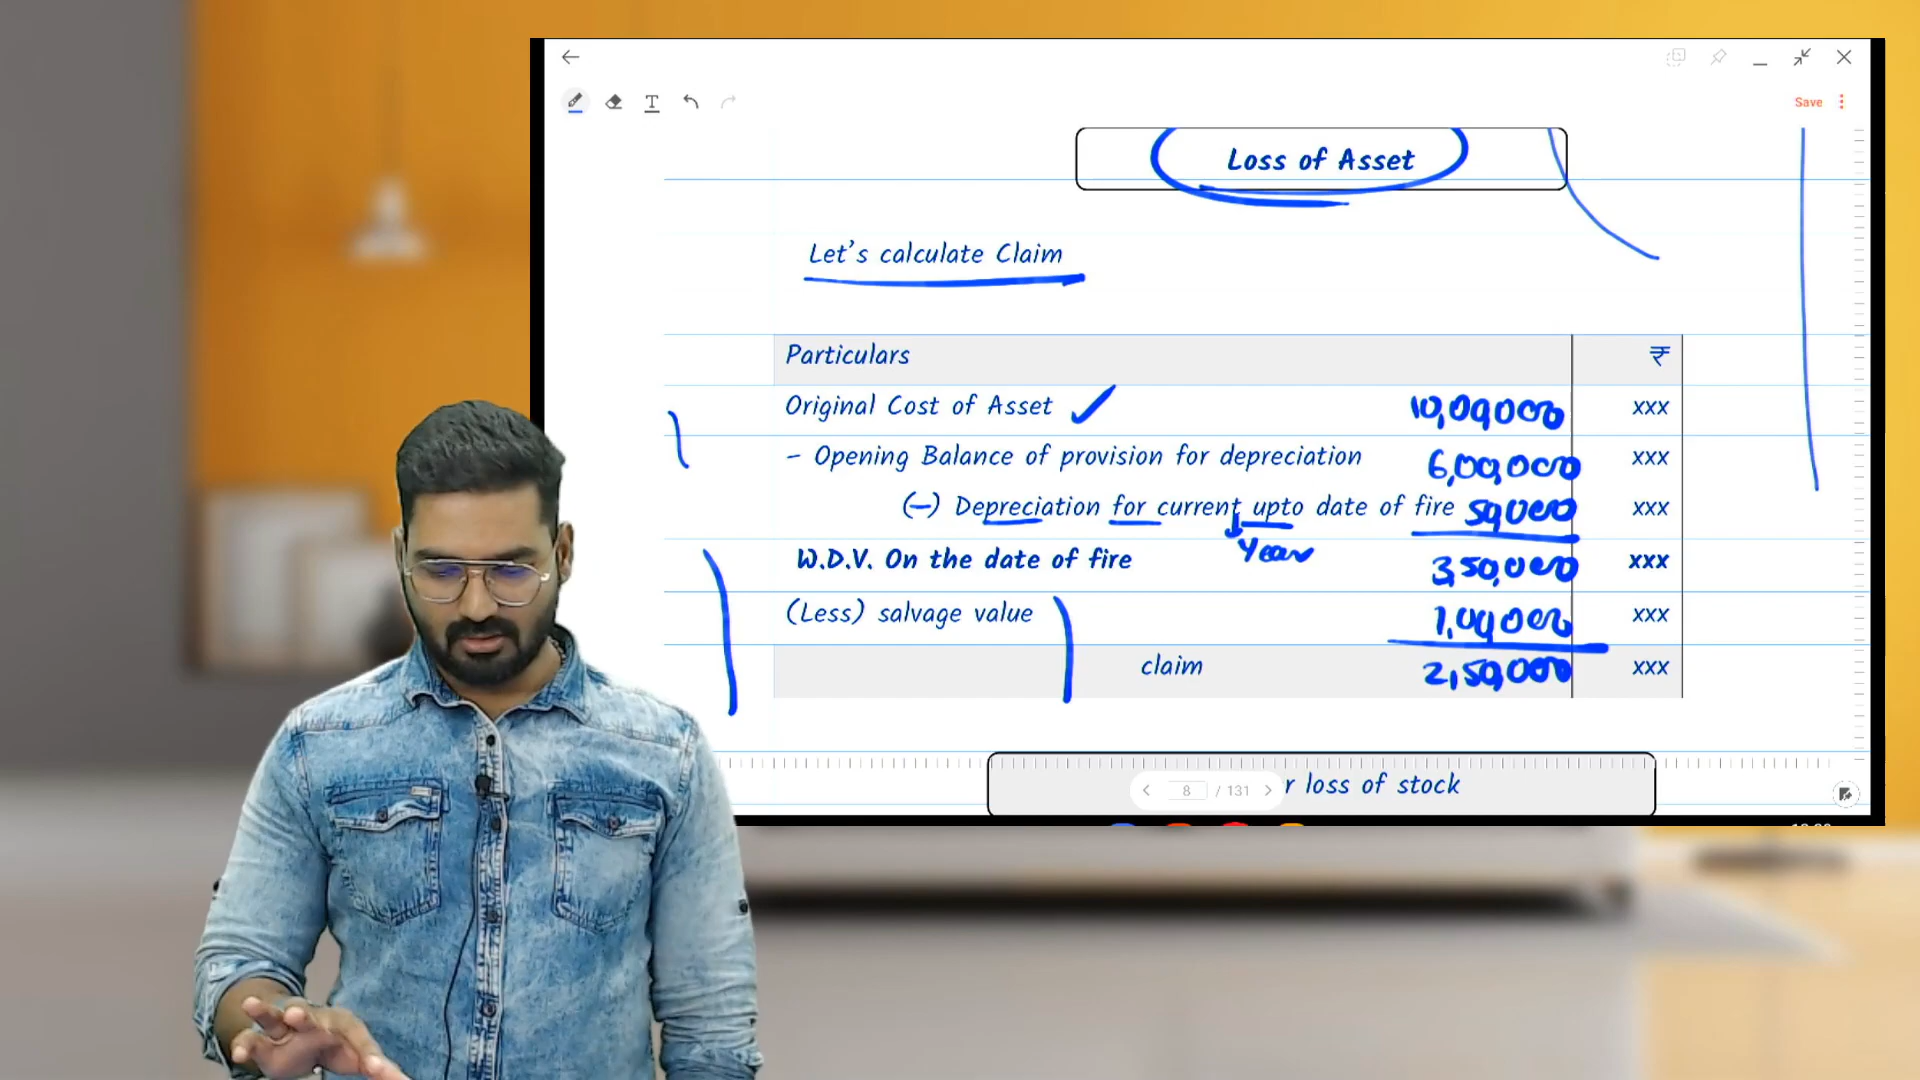 Save
Loss of Asset
Let's calculate Claim
Particulars ₹
Original Cost of Asset 10,00,000 xxx
- Opening Balance of provision for depreciation 6,00,000 xxx
(-) Depreciation for current upto date of fire 50,000 xxx
Year
W.D.V. On the date of fire 3,50,000 xxx
(Less) salvage value 1,00,000 xxx
claim 2,50,000 xxx
r loss of stock
8 / 131